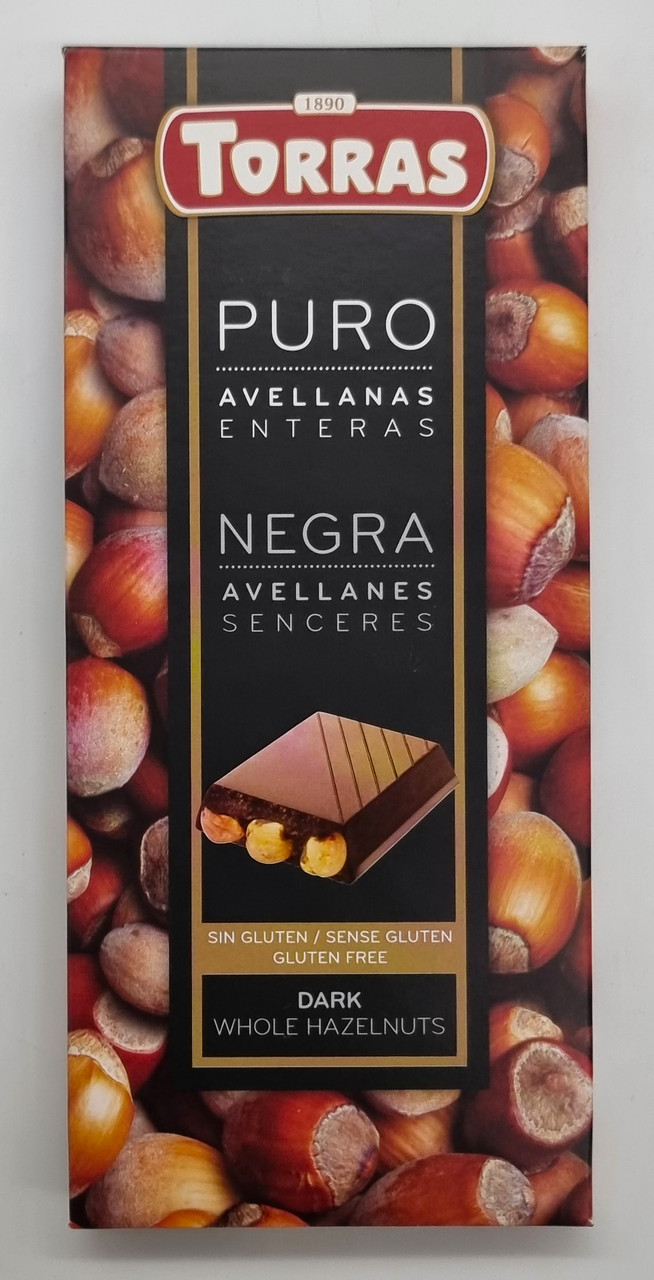 1890
TORRAS
PURO
AVELLANAS
ENTERAS
NEGRA
AVELLANES
SENCERES
SIN GLUTEN / SENSE GLUTEN
GLUTEN FREE
DARK
WHOLE HAZELNUTS